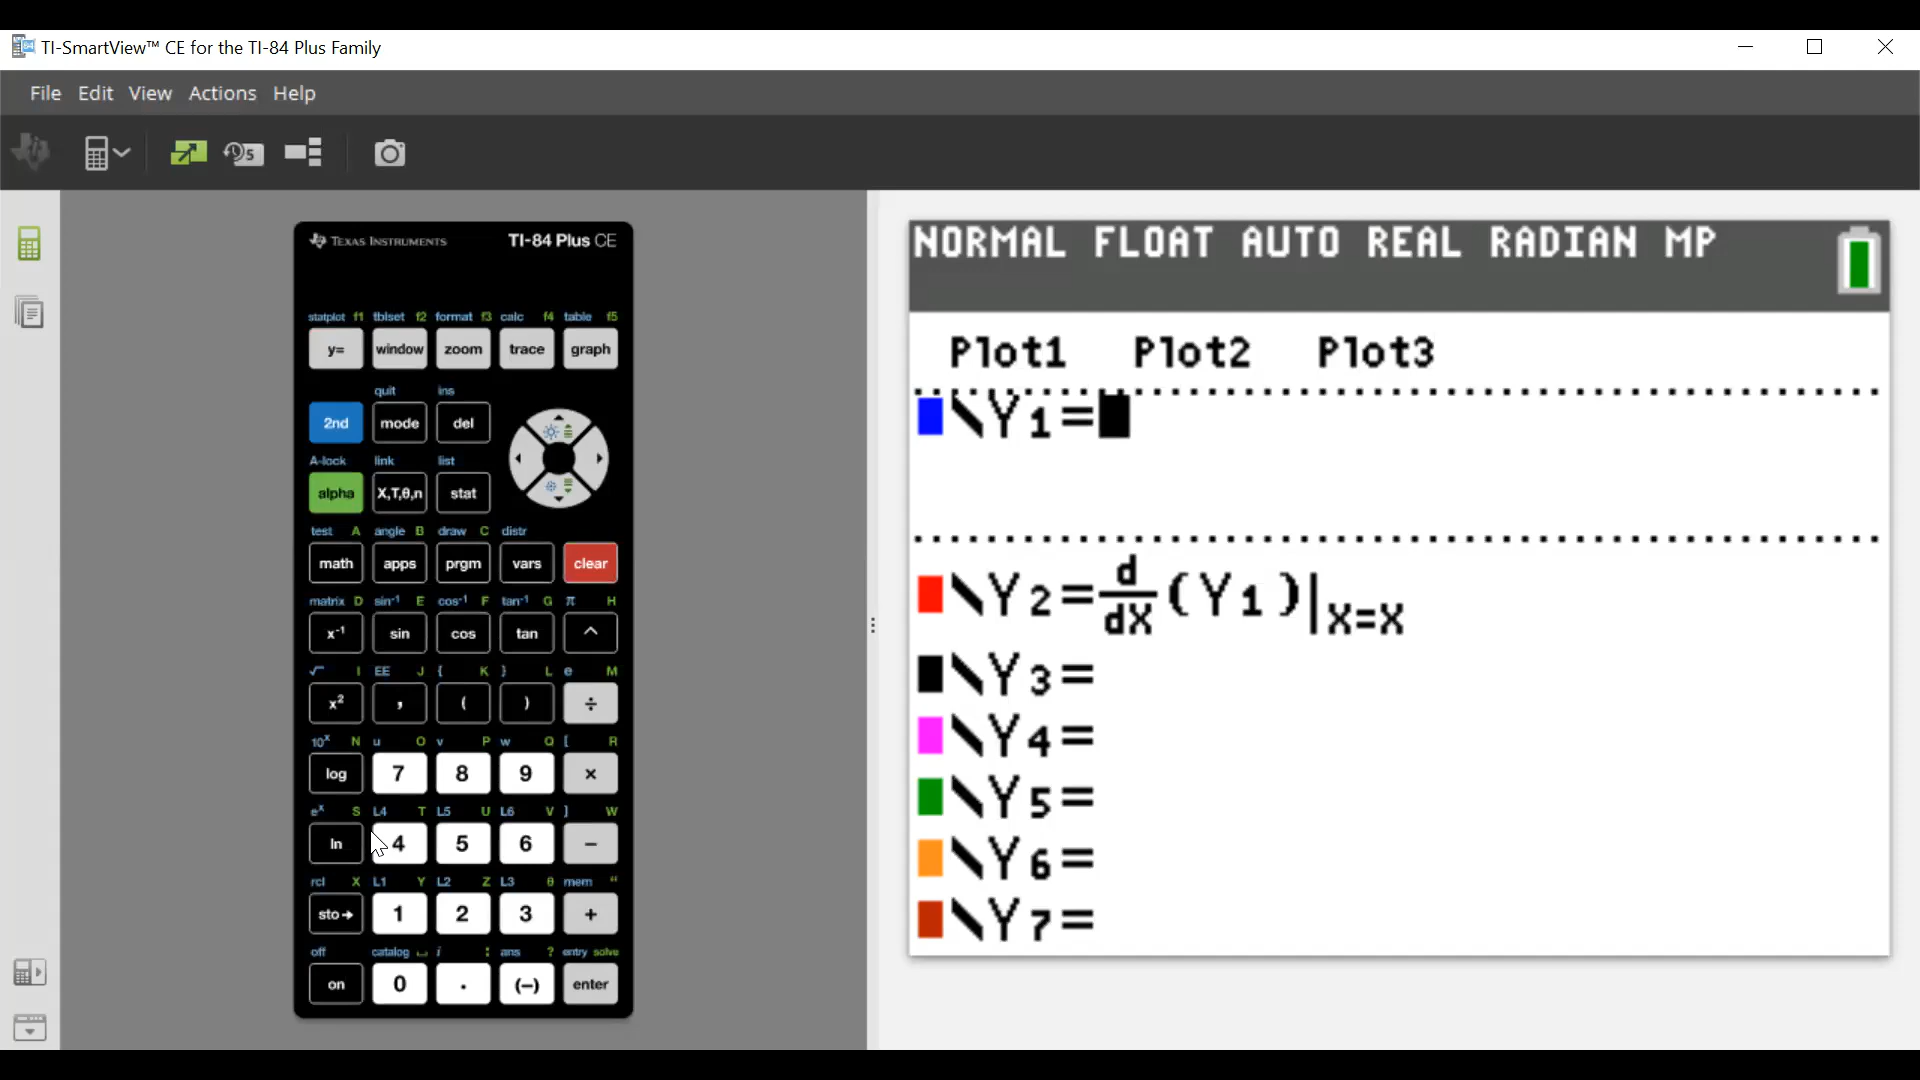 TI-SmartView™ CE for the TI-84 Plus Family
File Edit View Actions Help
5
TEXAS INSTRUMENTS TI-84 Plus CE
statplot f1 tblset f2 format f3 calc f4 table f5
y= window zoom trace graph
quit ins
2nd mode del
A-lock link list
alpha X,T,θ,n stat
test A angle B draw C distr
math apps prgm vars clear
matrix D sin⁻¹ E cos⁻¹ F tan⁻¹ G π H
x⁻¹ sin cos tan ^
√ I EE J { K } L e M
x² , ( ) ÷
10ˣ N u O v P w Q [ R
log 7 8 9 ×
eˣ S L4 T L5 U L6 V ] W
ln 4 5 6 −
rcl X L1 Y L2 Z L3 θ mem "
sto→ 1 2 3 +
off catalog ⎵ i : ans ? entry solve
on 0 . (−) enter
NORMAL FLOAT AUTO REAL RADIAN MP
Plot1 Plot2 Plot3
\Y₁=
\Y₂=d/dX(Y₁)|X=X
\Y₃=
\Y₄=
\Y₅=
\Y₆=
\Y₇=